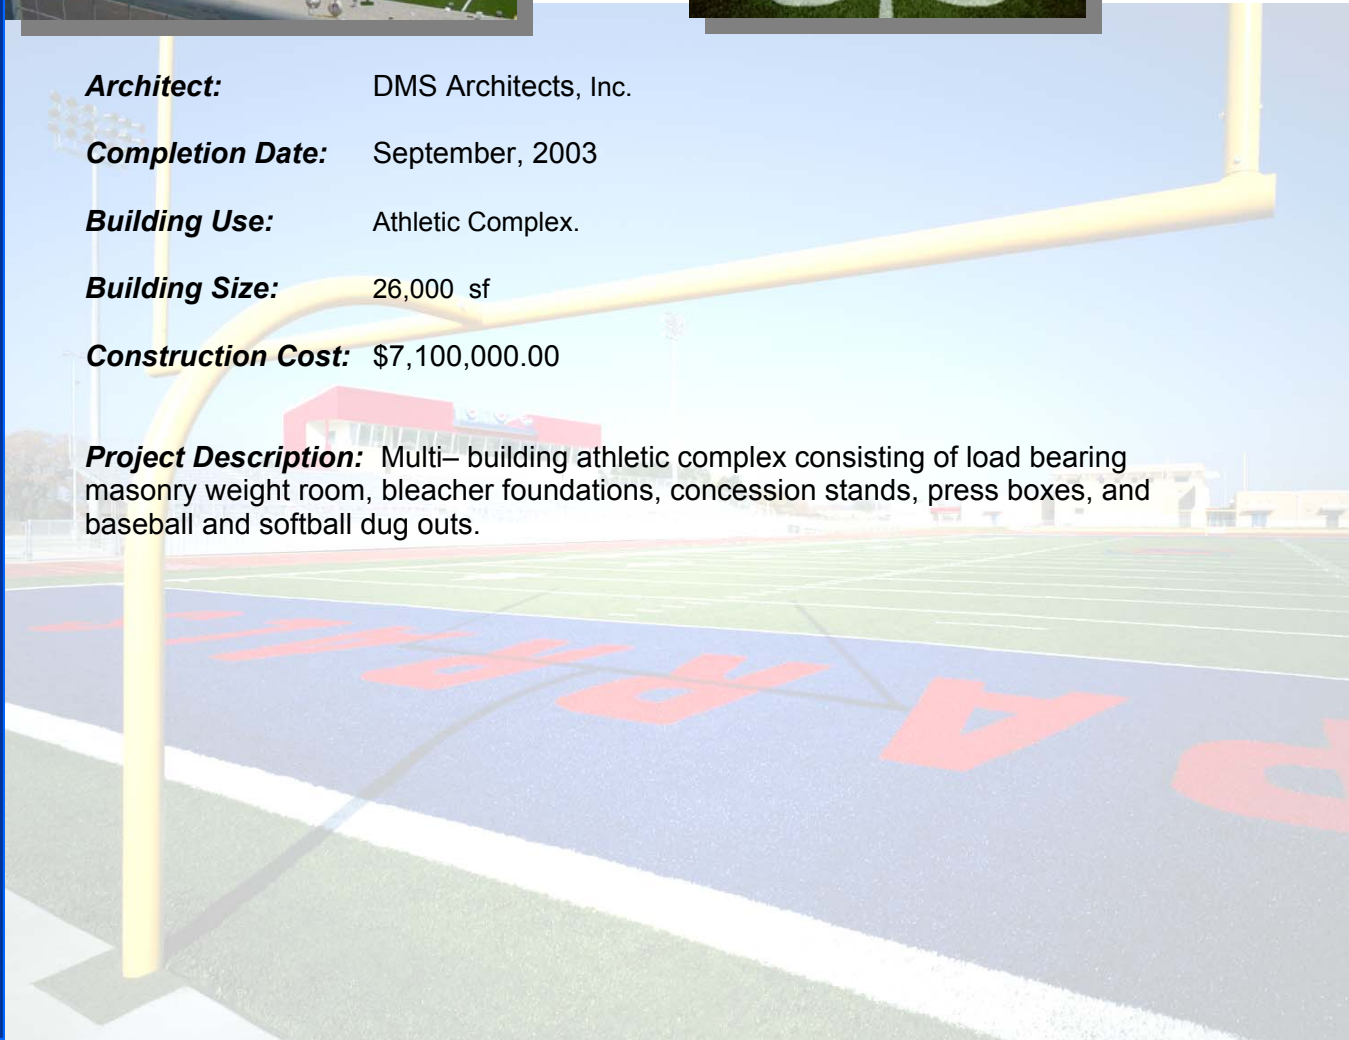 Architect: DMS Architects, Inc.
Completion Date: September, 2003
Building Use: Athletic Complex.
Building Size: 26,000 sf
Construction Cost: $7,100,000.00
Project Description: Multi– building athletic complex consisting of load bearing
masonry weight room, bleacher foundations, concession stands, press boxes, and
baseball and softball dug outs.